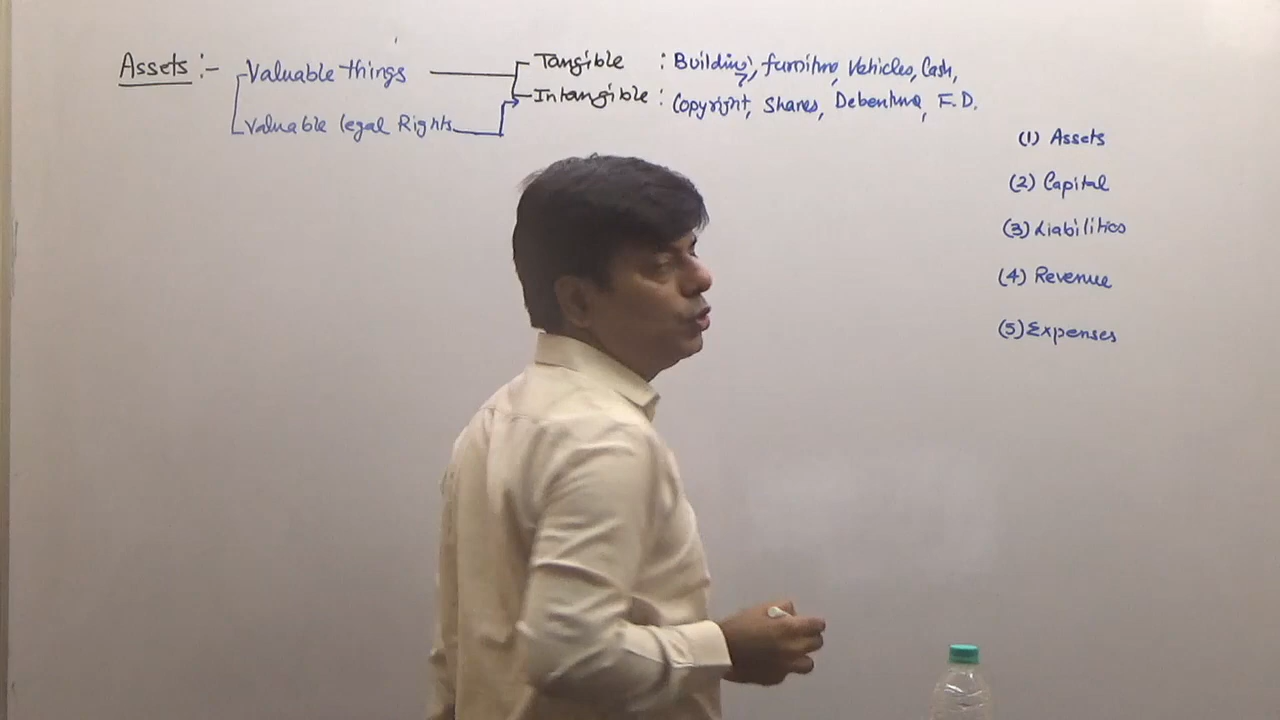 Assets :- Valuable things Tangible : Building, furniture, Vehicles, Cash,
Valuable legal Rights Intangible : Copyright, Shares, Debenture, F.D.
(1) Assets
(2) Capital
(3) Liabilities
(4) Revenue
(5) Expenses